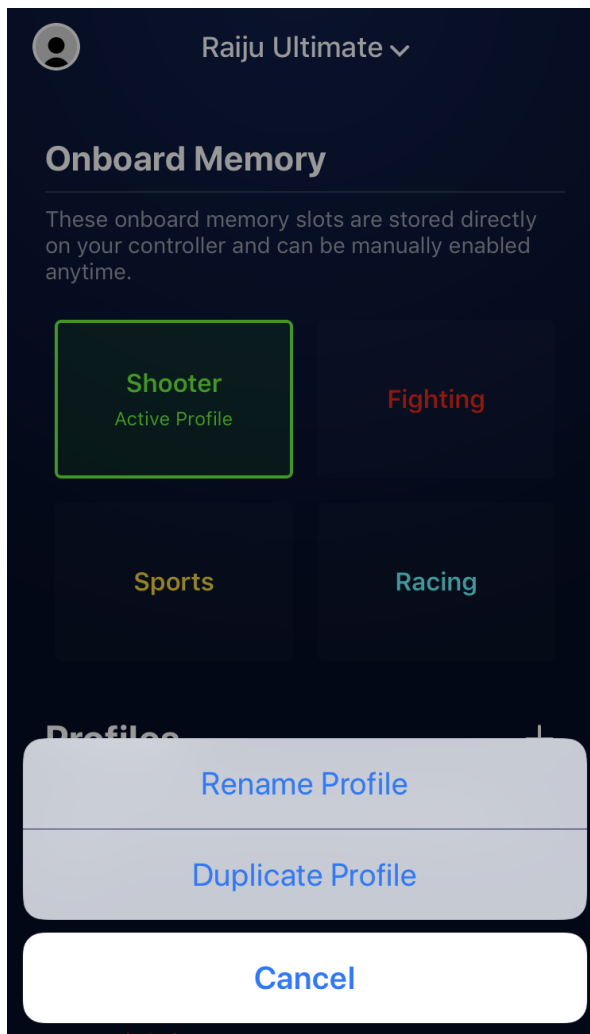 Raiju Ultimate
Onboard Memory
These onboard memory slots are stored directly
on your controller and can be manually enabled
anytime.
Shooter
Active Profile
Fighting
Sports
Racing
Profiles
Rename Profile
Duplicate Profile
Cancel